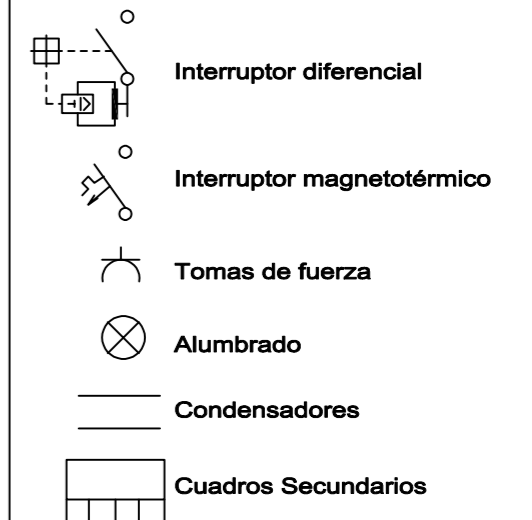 Interruptor diferencial
Interruptor magnetotérmico
Tomas de fuerza
Alumbrado
Condensadores
Cuadros Secundarios